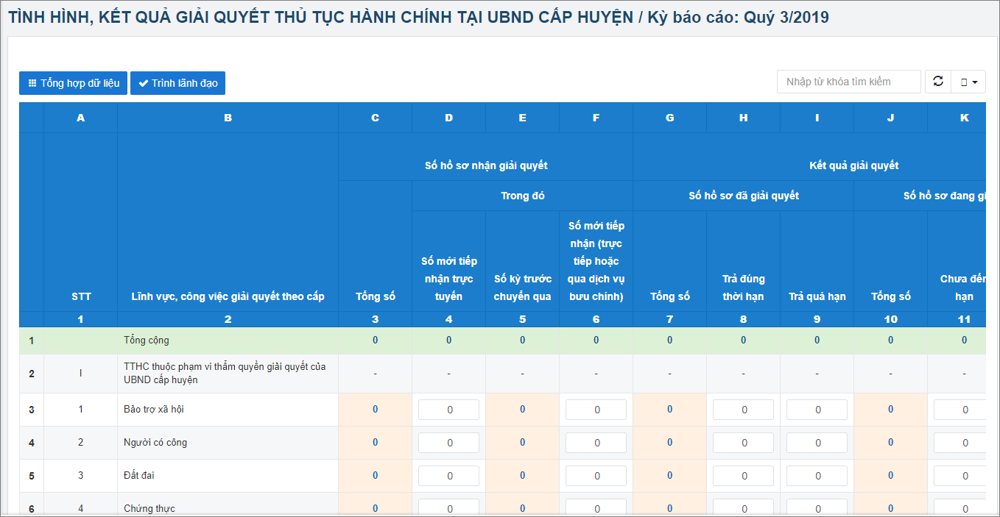 TÌNH HÌNH, KẾT QUẢ GIẢI QUYẾT THỦ TỤC HÀNH CHÍNH TẠI UBND CẤP HUYỆN / Kỳ báo cáo: Quý 3/2019
Tổng hợp dữ liệu Trình lãnh đạo Nhập từ khóa tìm kiếm
A B C D E F G H I J K
Số hồ sơ nhận giải quyết Kết quả giải quyết
Trong đó Số hồ sơ đã giải quyết Số hồ sơ đang gi
STT
Lĩnh vực, công việc giải quyết theo cấp
Tổng số
Số mới tiếp
nhận trực
tuyến
Số kỳ trước
chuyển qua
Số mới tiếp
nhận (trực
tiếp hoặc
qua dịch vụ
bưu chính)
Tổng số
Trả đúng
thời hạn
Trả quá hạn
Tổng số
Chưa đến
hạn
1 2 3 4 5 6 7 8 9 10 11
1 Tổng cộng 0 0 0 0 0 0 0 0 0
2 I TTHC thuộc phạm vi thẩm quyền giải quyết của
UBND cấp huyện - - - - - - - - -
3 1 Bảo trợ xã hội 0 0 0 0 0 0 0 0 0
4 2 Người có công 0 0 0 0 0 0 0 0 0
5 3 Đất đai 0 0 0 0 0 0 0 0 0
6 4 Chứng thực 0 0 0 0 0 0 0 0 0